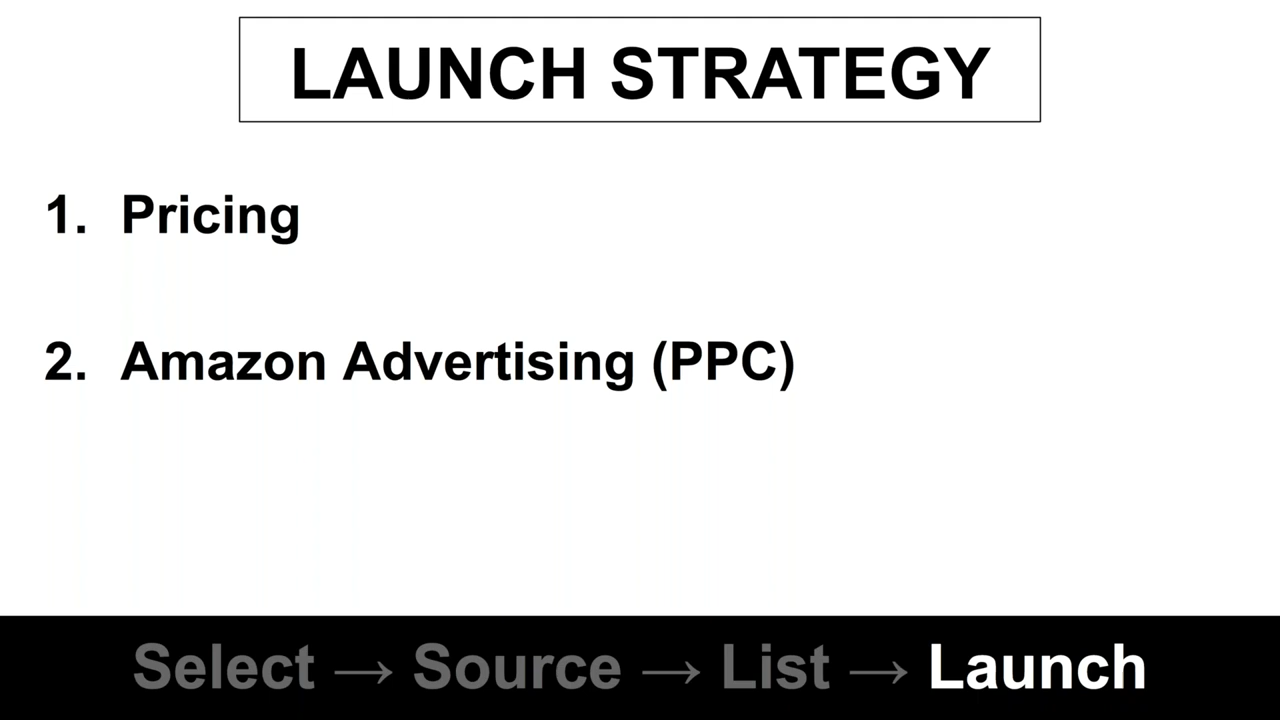 LAUNCH STRATEGY
1. Pricing
2. Amazon Advertising (PPC)
Select → Source → List → Launch